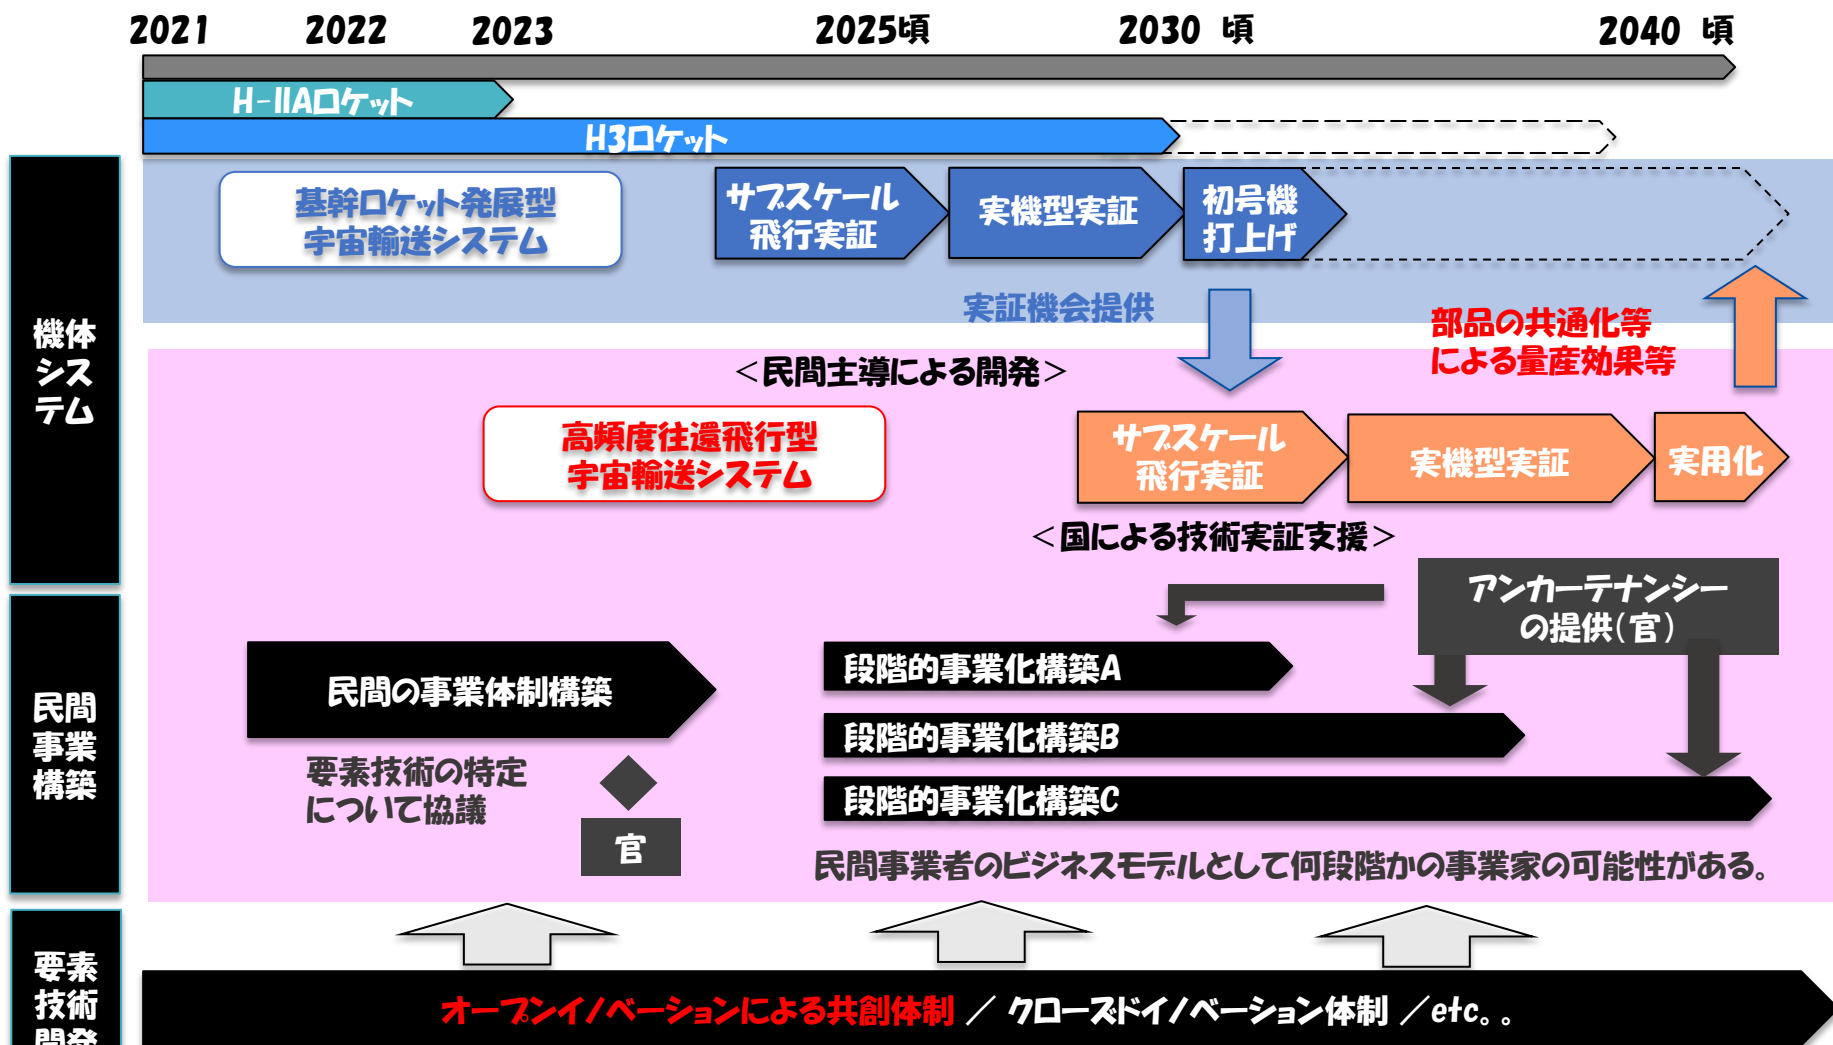 2021
2022
2023
2025頃
2030 頃
2040 頃
H-IIAロケット
H3ロケット
機体
シス
テム
基幹ロケット発展型
宇宙輸送システム
サブスケール
飛行実証
実機型実証
初号機
打上げ
実証機会提供
部品の共通化等
による量産効果等
＜民間主導による開発＞
高頻度往還飛行型
宇宙輸送システム
サブスケール
飛行実証
実機型実証
実用化
＜国による技術実証支援＞
アンカーテナンシー
の提供(官)
民間
事業
構築
民間の事業体制構築
段階的事業化構築A
段階的事業化構築B
段階的事業化構築C
要素技術の特定
について協議
官
民間事業者のビジネスモデルとして何段階かの事業家の可能性がある。
要素
技術
開発
オープンイノベーションによる共創体制 ／ クローズドイノベーション体制 ／etc。。